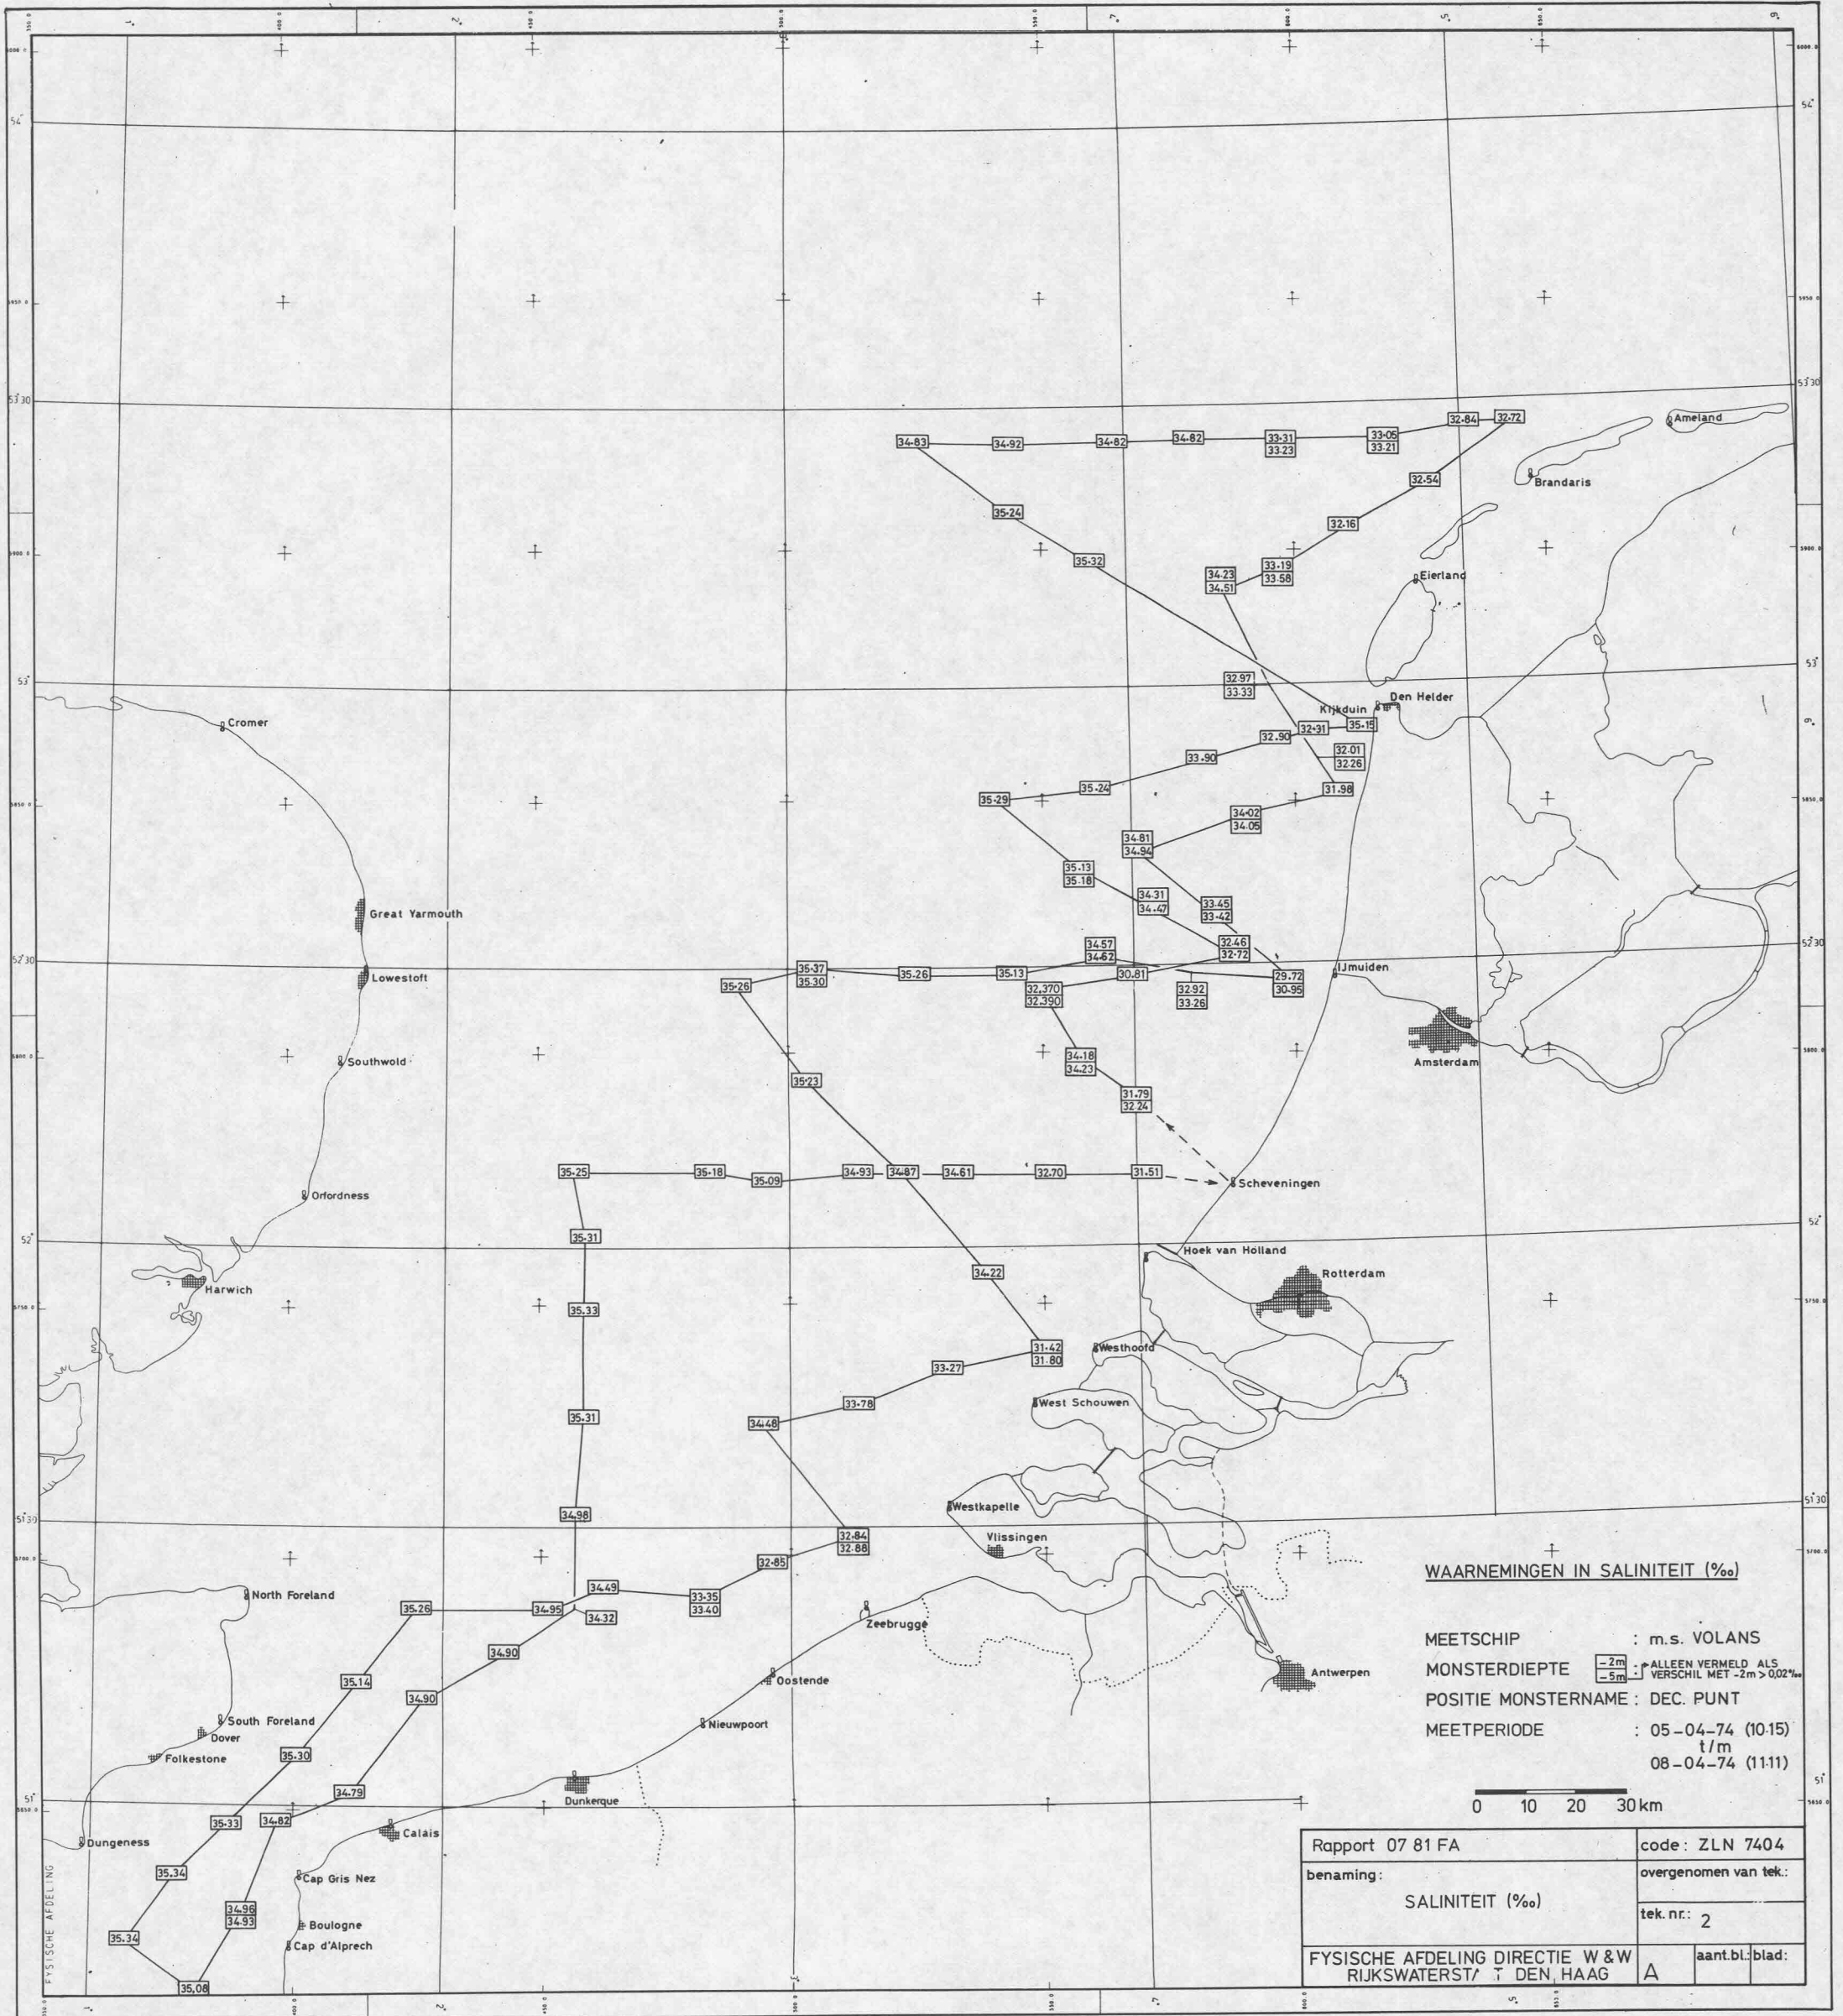 54°
54°
53°30
53°30
32.84
32.72
Ameland
34.83
34.92
34.82
34.82
33.31
33.23
33.05
33.21
32.54
Brandaris
35.24
32.16
35.32
33.19
33.58
34.23
34.51
Eierland
53°
53°
32.97
33.33
Den Helder
Kijkduin
Cromer
32.31
35.15
32.90
33.90
32.01
32.26
35.24
35.29
31.98
34.02
34.05
34.81
34.94
35.13
35.18
34.31
34.47
33.45
33.42
Great Yarmouth
34.57
34.62
32.46
32.72
52°30
52°30
35.37
35.30
35.26
35.13
30.81
29.72
30.95
IJmuiden
Lowestoft
35.26
32.370
32.390
32.92
33.26
Southwold
34.18
34.23
Amsterdam
35.23
31.79
32.24
35.25
35.18
35.09
34.93
34.87
34.61
32.70
31.51
Scheveningen
Orfordness
52°
52°
35.31
Hoek van Holland
34.22
Rotterdam
Harwich
35.33
31.42
31.80
Westhoofd
33.27
33.78
West Schouwen
35.31
34.48
Westkapelle
51°30
51°30
34.98
32.84
32.88
Vlissingen
32.85
North Foreland
34.49
33.35
33.40
35.26
34.95
34.32
Zeebrugge
34.90
Antwerpen
35.14
Oostende
34.90
South Foreland
Dover
Nieuwpoort
Folkestone
35.30
34.79
Dunkerque
51°
51°
35.33
34.82
Calais
Dungeness
35.34
Cap Gris Nez
34.96
34.93
Boulogne
35.34
Cap d'Alprech
35.08
FYSISCHE AFDELING
WAARNEMINGEN IN SALINITEIT (‰)
MEETSCHIP : m.s. VOLANS
MONSTERDIEPTE -2m -5m : ALLEEN VERMELD ALS
VERSCHIL MET -2m > 0,02‰
POSITIE MONSTERNAME : DEC. PUNT
MEETPERIODE : 05-04-74 (10.15)
t/m
08-04-74 (11.11)
0 10 20 30 km
Rapport 07 81 FA
code: ZLN 7404
benaming:
overgenomen van tek.:
SALINITEIT (‰)
tek. nr.: 2
FYSISCHE AFDELING DIRECTIE W & W
RIJKSWATERST T DEN HAAG
A
aant.bl.:
blad: